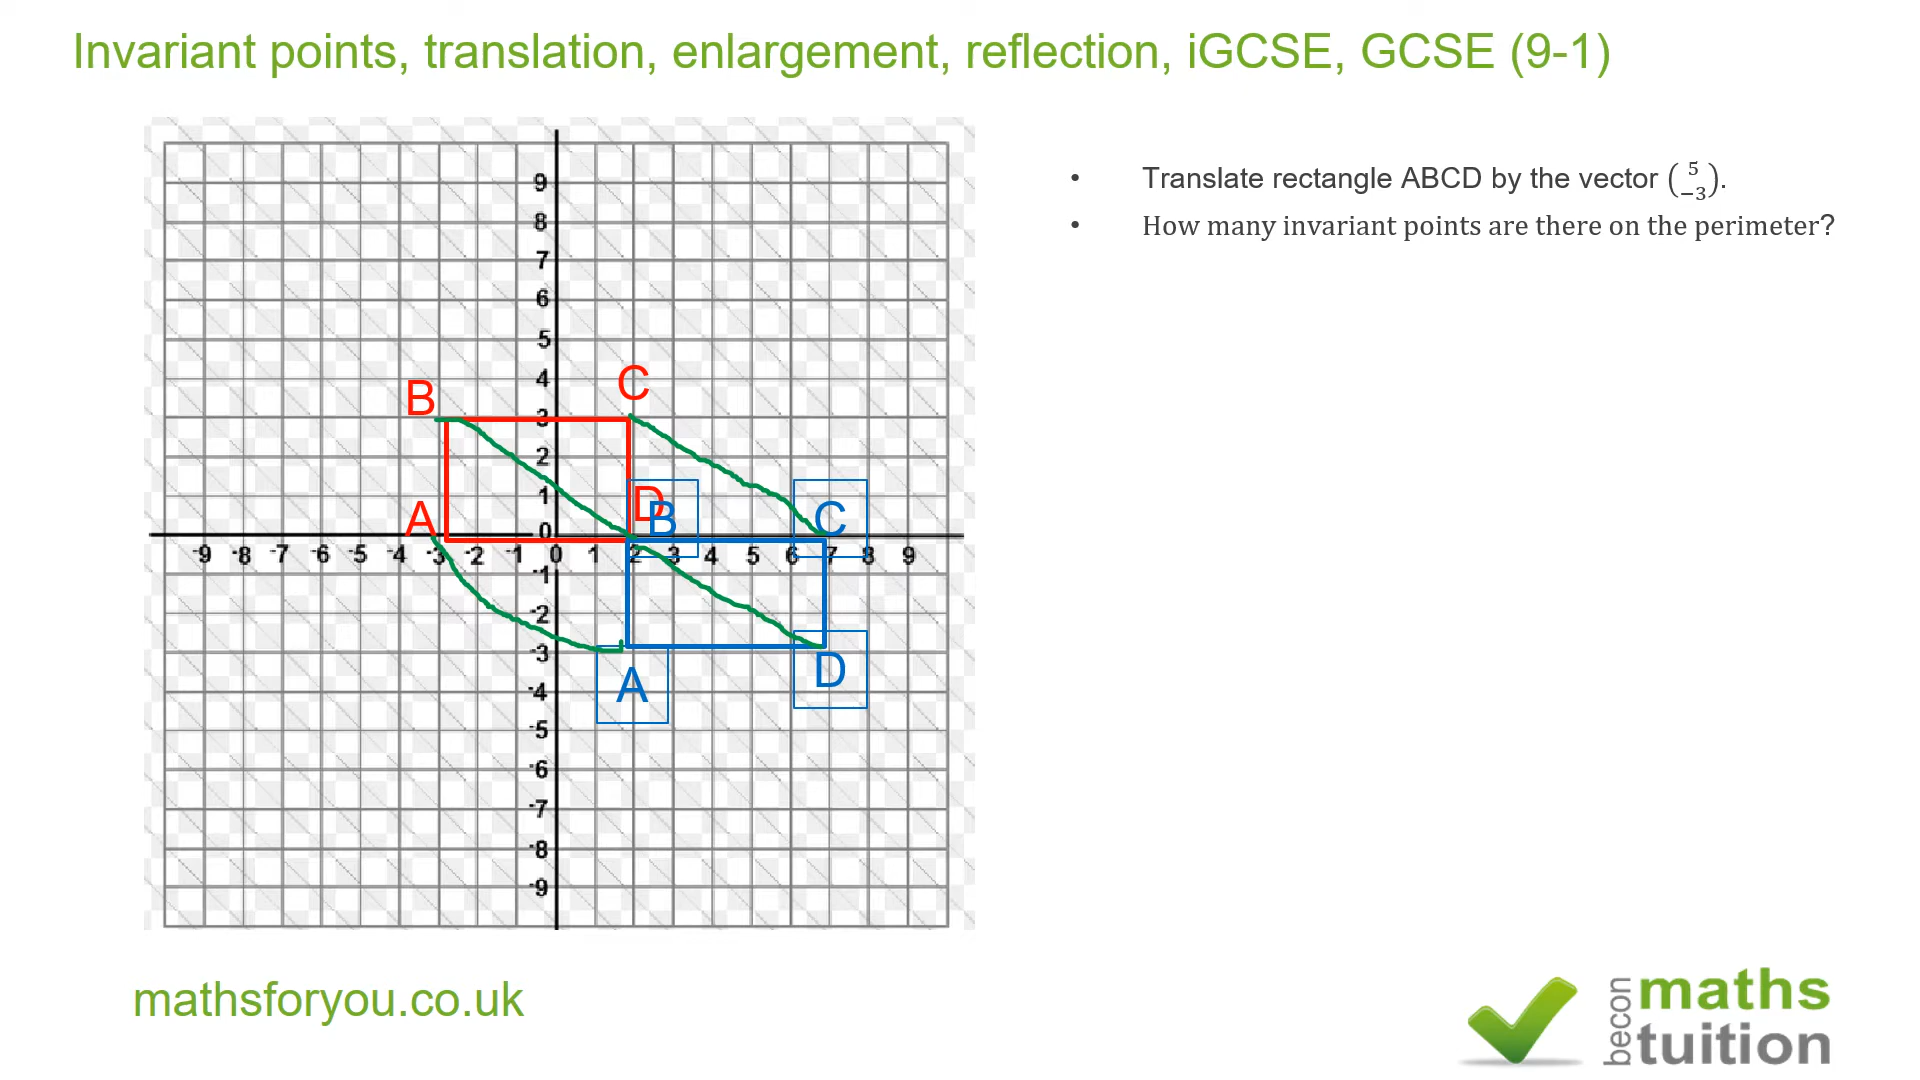 Invariant points, translation, enlargement, reflection, iGCSE, GCSE (9-1)
• Translate rectangle ABCD by the vector (5 −3).
• How many invariant points are there on the perimeter?
9
8
7
6
5
4
3
2
1
0
B
C
A
D
B
C
-9 -8 -7 -6 -5 -4 -3 -2 -1 0 1 2 3 4 5 6 7 8 9
-1
-2
-3
-4
-5
-6
-7
-8
-9
A
D
mathsforyou.co.uk
becon
maths
tuition